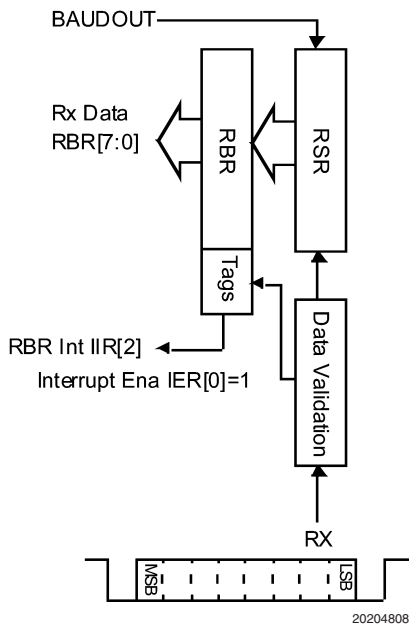 BAUDOUT
Rx Data
RBR[7:0]
RBR
RSR
Tags
Data Validation
RBR Int IIR[2]
Interrupt Ena IER[0]=1
RX
MSB
LSB
20204808